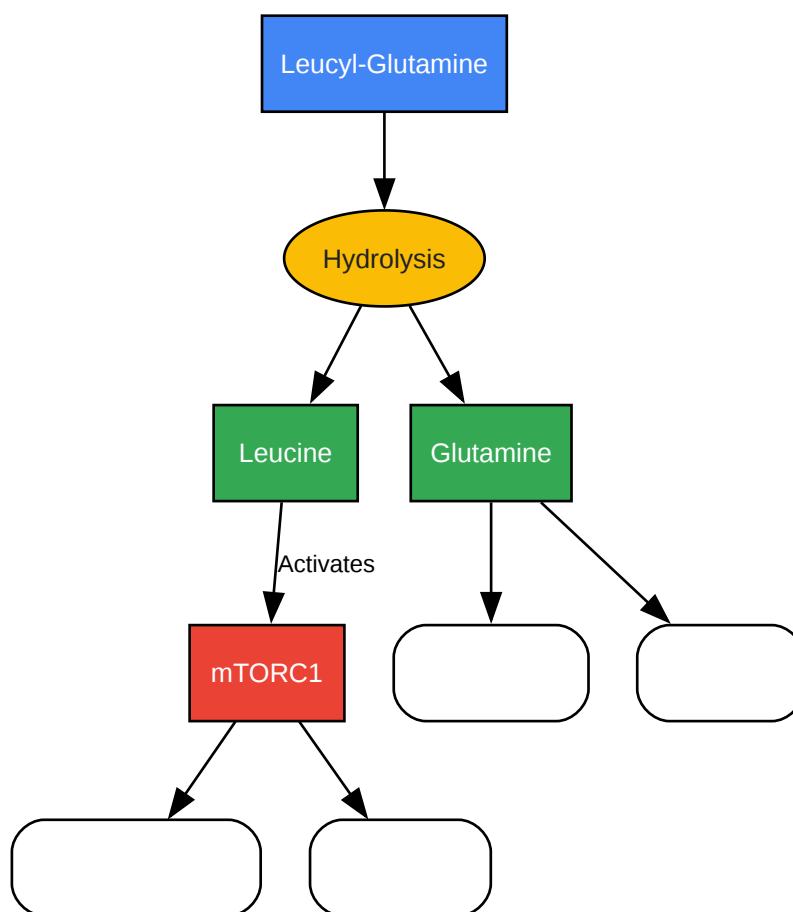 Leucyl-Glutamine
Hydrolysis
Leucine
Glutamine
Activates
mTORC1